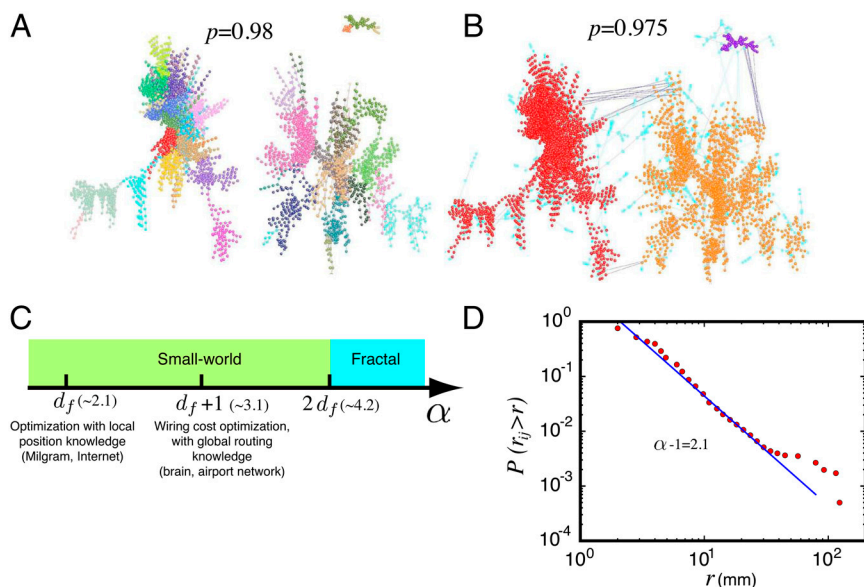 A
p=0.98
B
p=0.975
C
Small-world
Fractal
d_f (~2.1)
d_f+1 (~3.1)
2 d_f (~4.2)
α
Optimization with local
position knowledge
(Milgram, Internet)
Wiring cost optimization,
with global routing
knowledge
(brain, airport network)
D
P(r_ij>r)
10^0
10^-1
10^-2
10^-3
10^-4
α-1=2.1
10^0
10^1
10^2
r(mm)